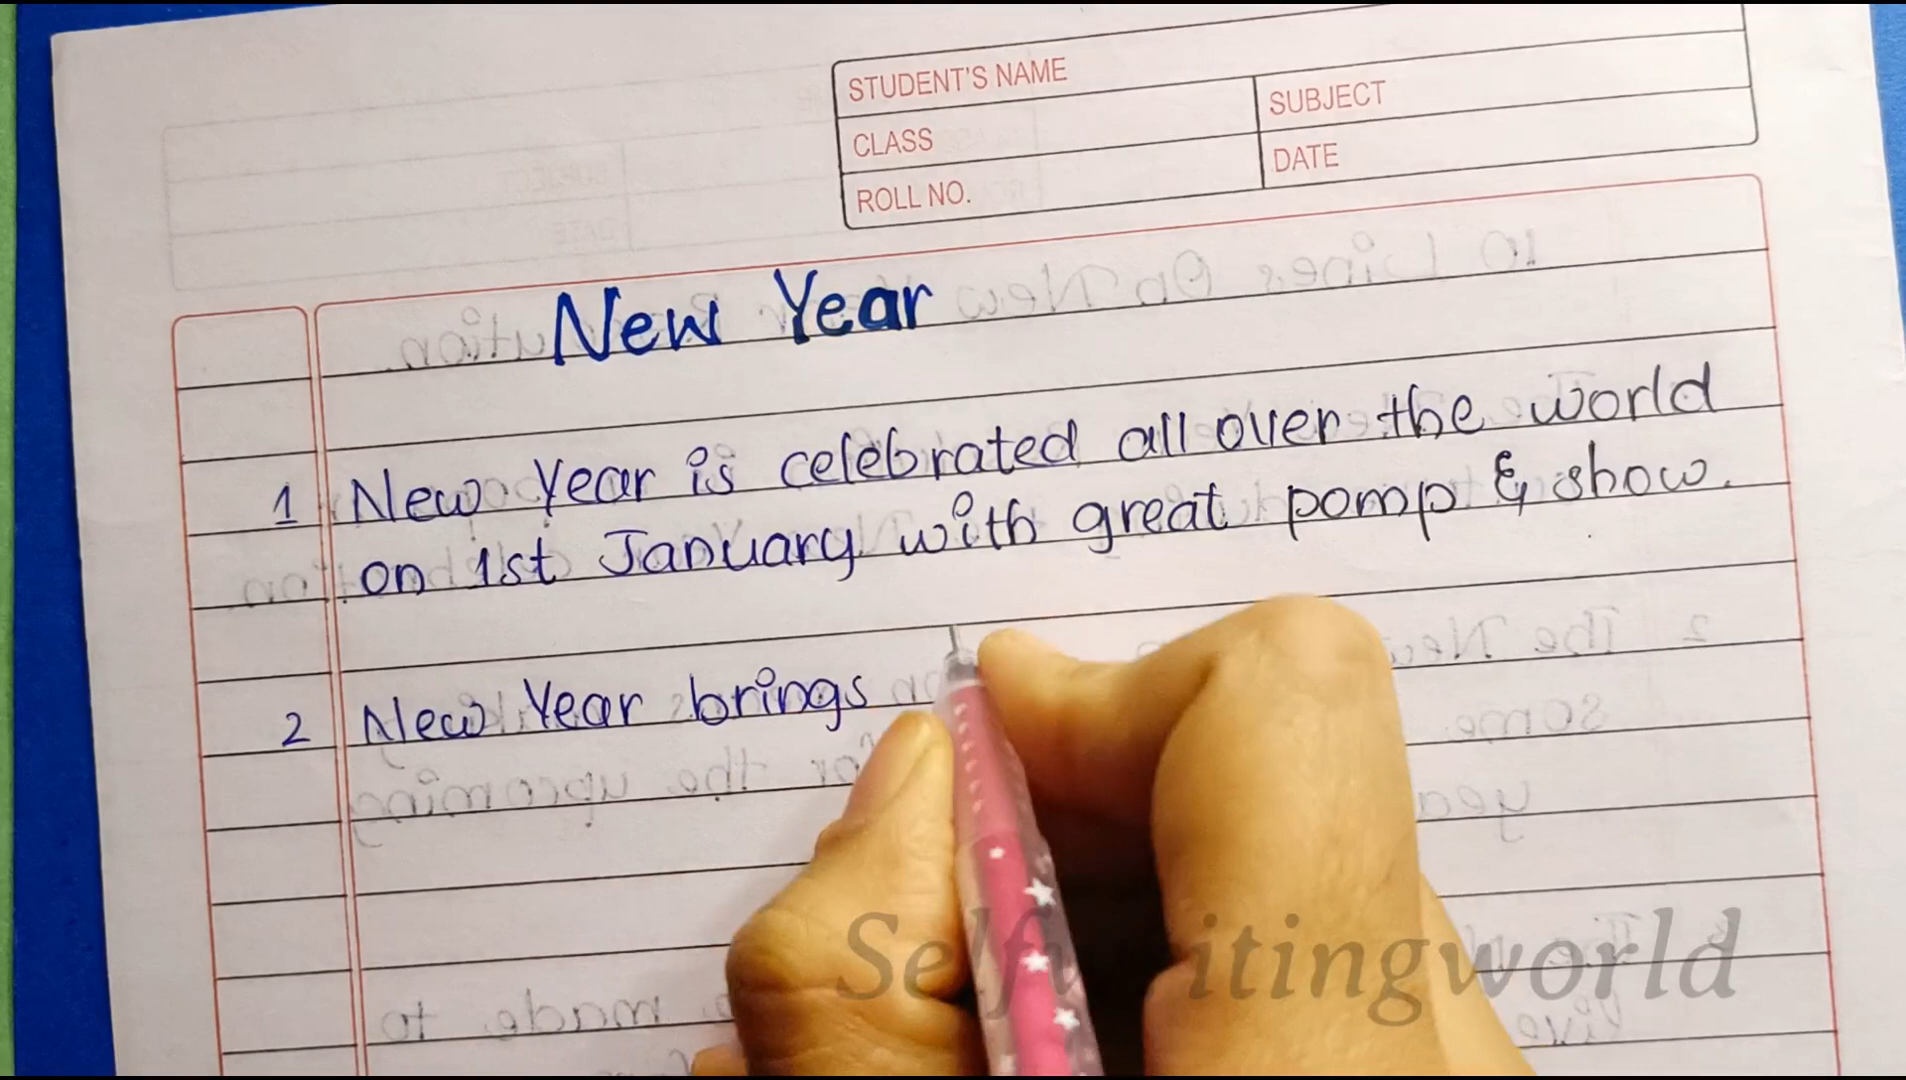 STUDENT'S NAME
CLASS
SUBJECT
ROLL NO.
DATE
New Year
1 New Year is celebrated all over the world
on 1st January with great pomp & show.
2 New Year brings
Selfwritingworld